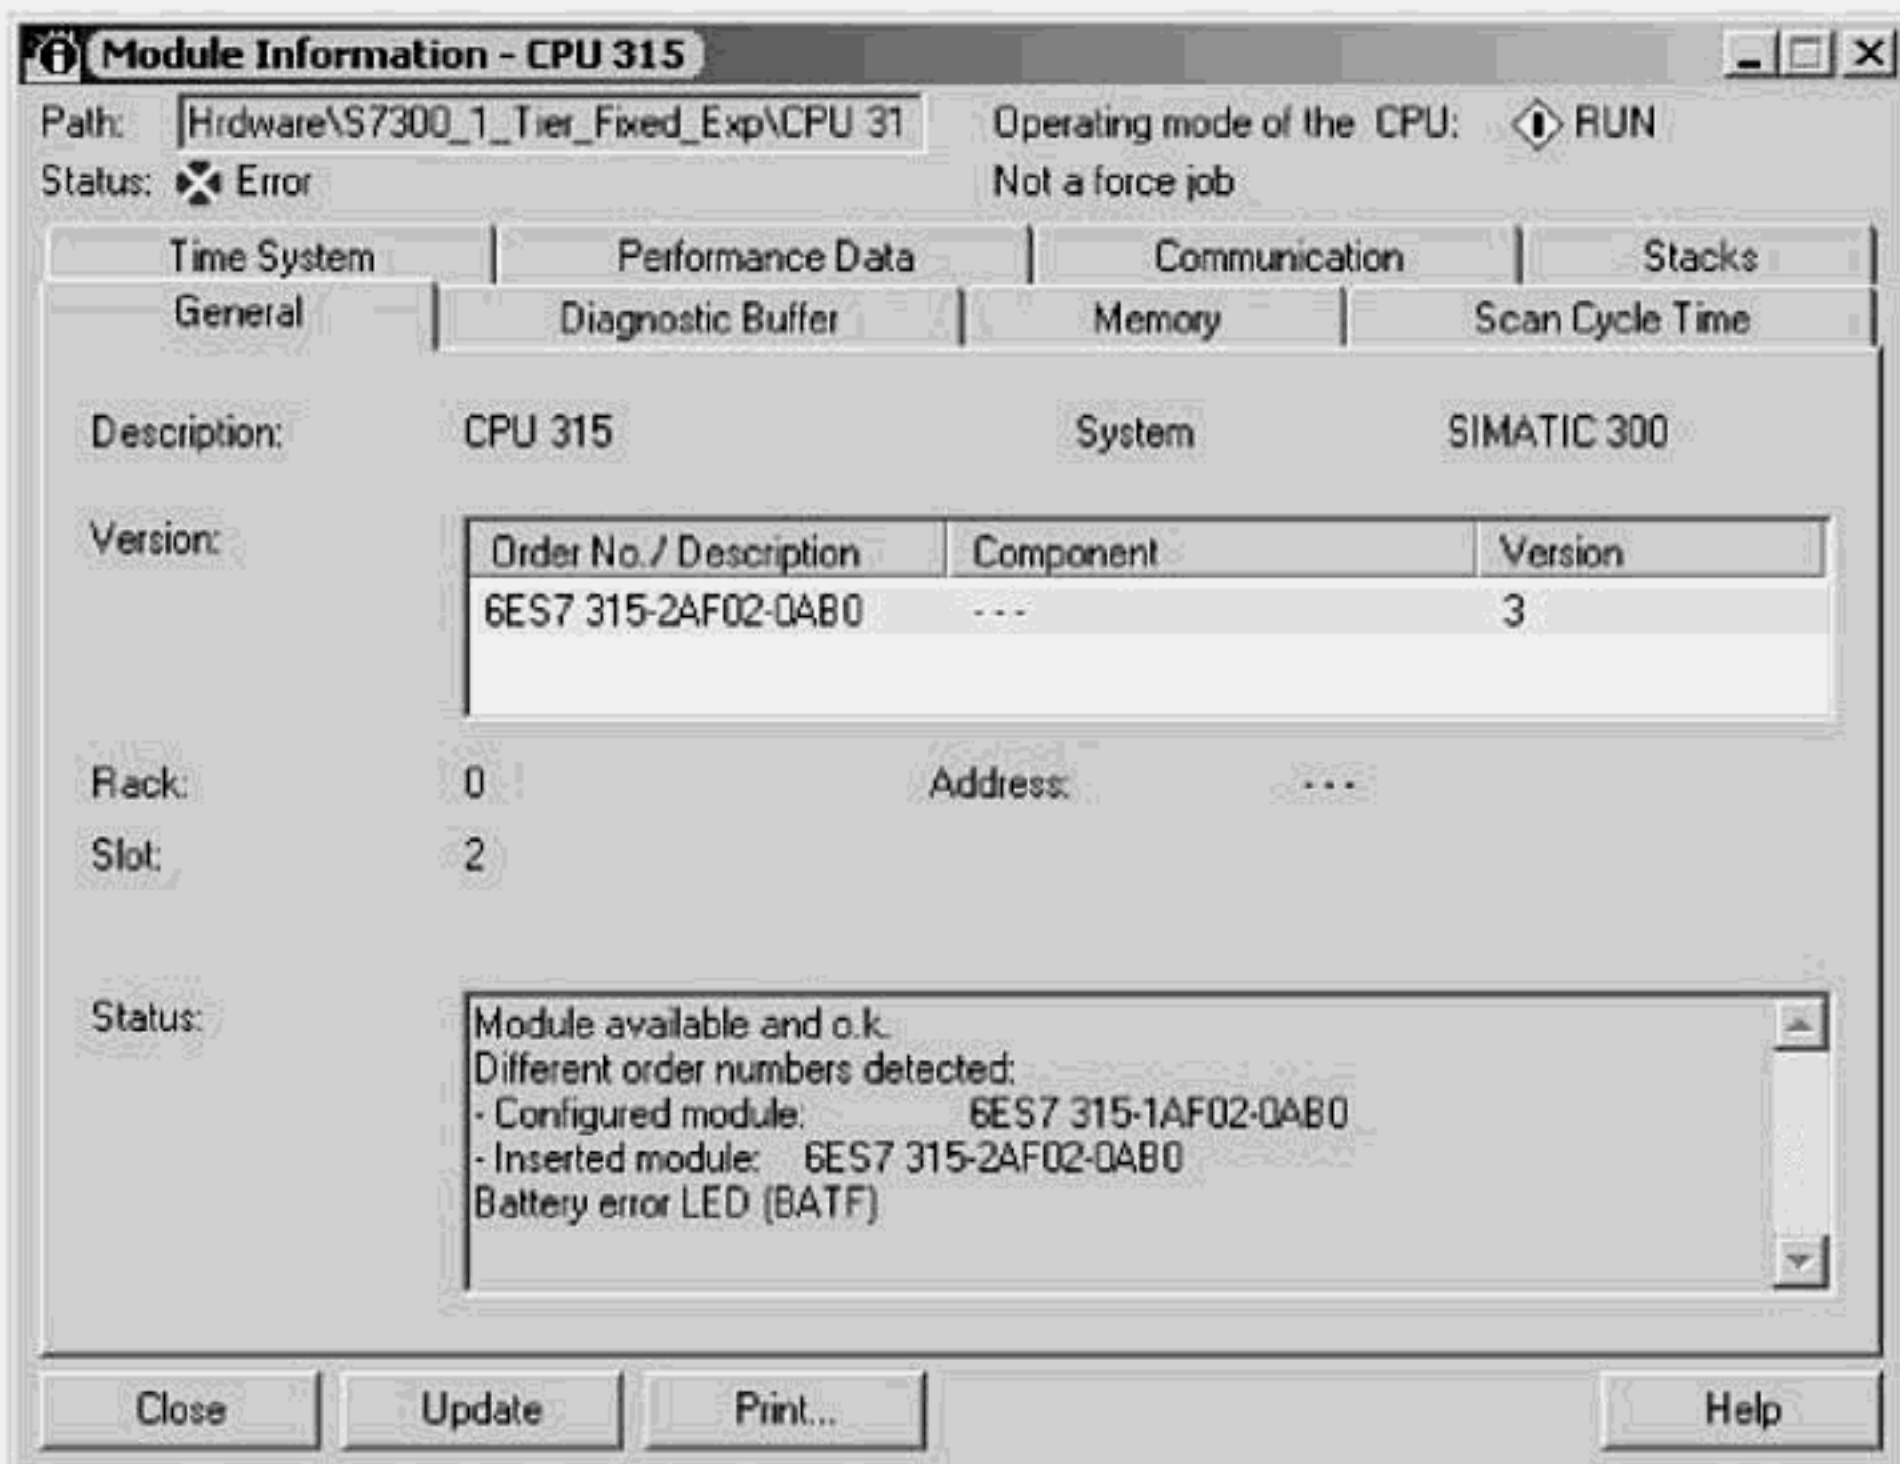 Module Information - CPU 315
Path: Hrdware\S7300_1_Tier_Fixed_Exp\CPU 31 Operating mode of the CPU: RUN
Status: Error Not a force job
Time System Performance Data Communication Stacks
General Diagnostic Buffer Memory Scan Cycle Time
Description: CPU 315 System SIMATIC 300
Version: Order No./ Description Component Version
6ES7 315-2AF02-0AB0 - - - 3
Rack: 0 Address: - - -
Slot: 2
Status: Module available and o.k.
Different order numbers detected:
- Configured module: 6ES7 315-1AF02-0AB0
- Inserted module: 6ES7 315-2AF02-0AB0
Battery error LED (BATF)
Close Update Print... Help